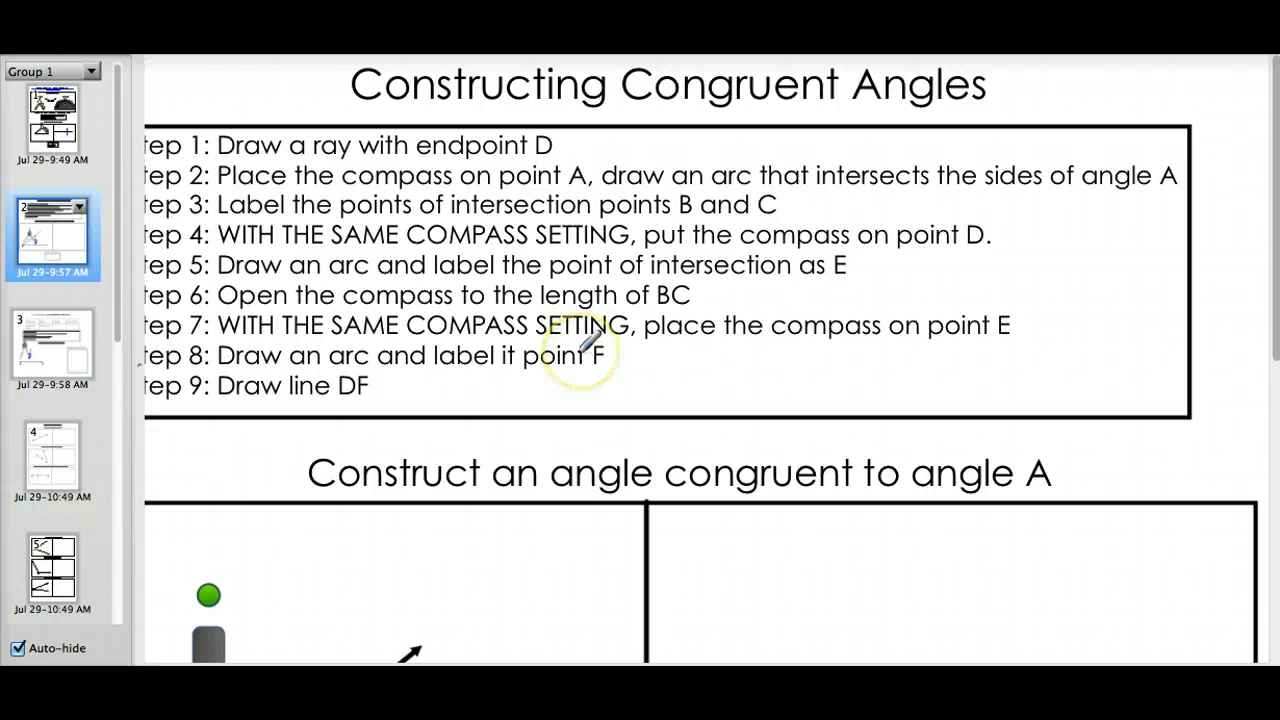 Group 1
Jul 29-9:49 AM
2
Jul 29-9:57 AM
3
Jul 29-9:58 AM
4
Jul 29-10:49 AM
5
Jul 29-10:49 AM
Auto-hide
Constructing Congruent Angles
tep 1: Draw a ray with endpoint D
tep 2: Place the compass on point A, draw an arc that intersects the sides of angle A
tep 3: Label the points of intersection points B and C
tep 4: WITH THE SAME COMPASS SETTING, put the compass on point D.
tep 5: Draw an arc and label the point of intersection as E
tep 6: Open the compass to the length of BC
tep 7: WITH THE SAME COMPASS SETTING, place the compass on point E
tep 8: Draw an arc and label it point F
tep 9: Draw line DF
Construct an angle congruent to angle A